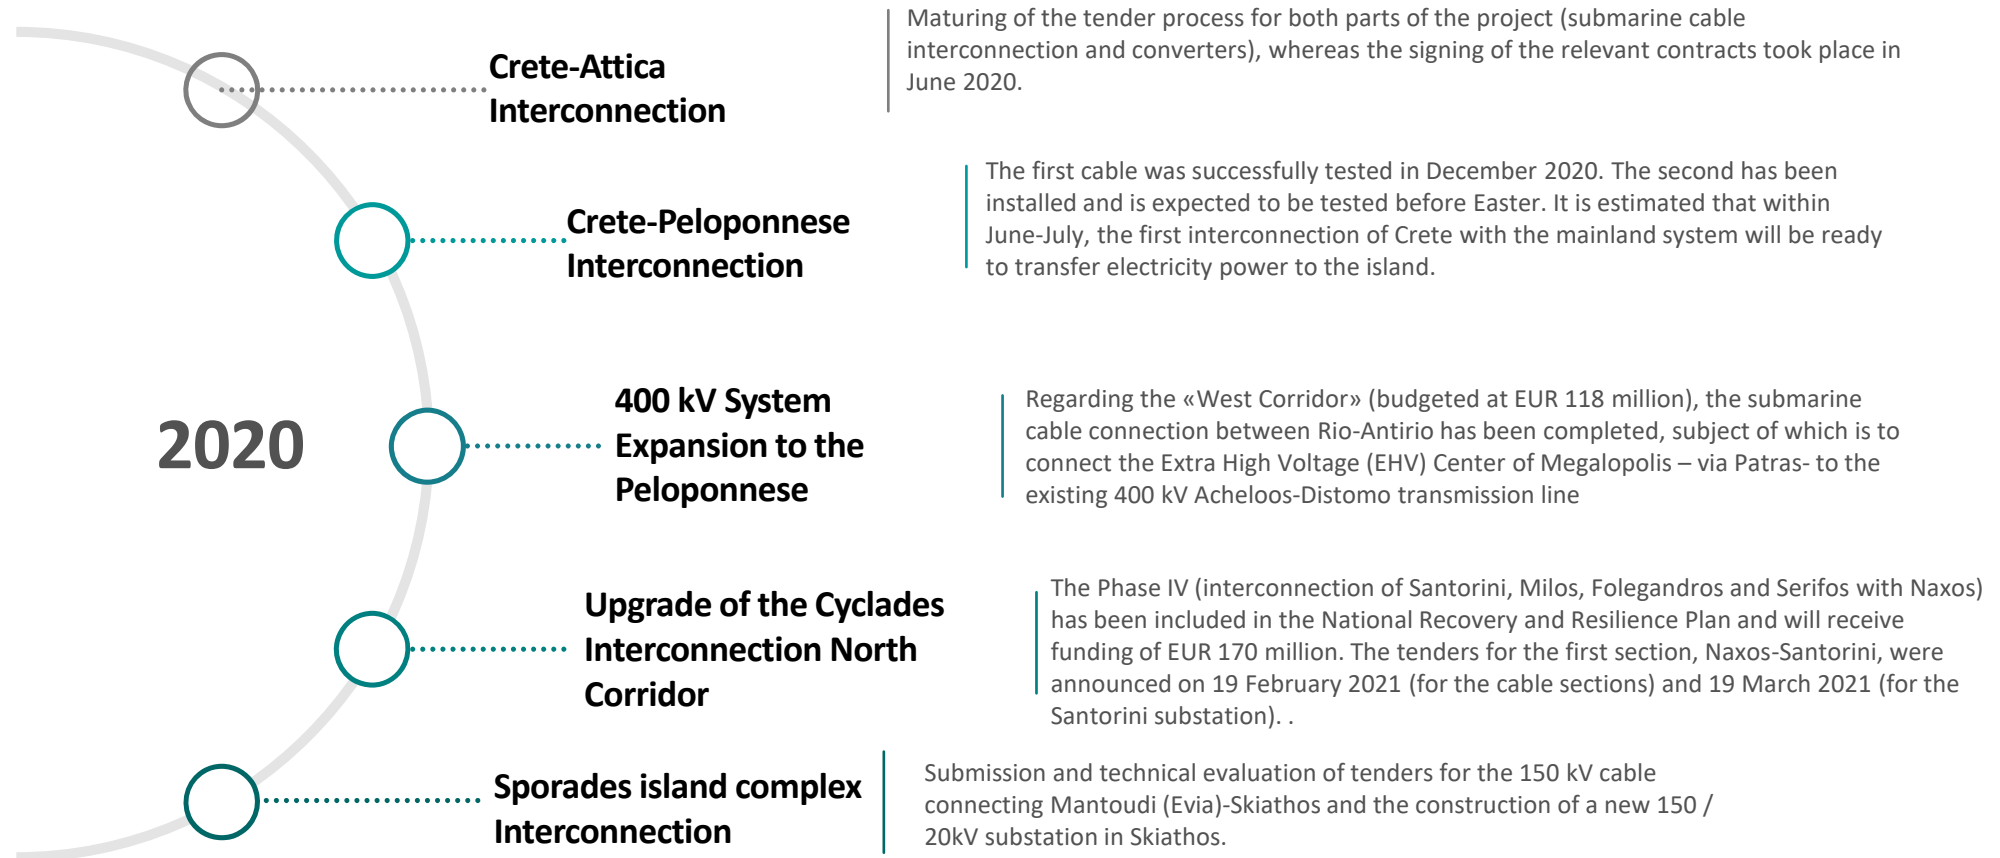 2020
Crete-Attica
Interconnection
Maturing of the tender process for both parts of the project (submarine cable
interconnection and converters), whereas the signing of the relevant contracts took place in
June 2020.
Crete-Peloponnese
Interconnection
The first cable was successfully tested in December 2020. The second has been
installed and is expected to be tested before Easter. It is estimated that within
June-July, the first interconnection of Crete with the mainland system will be ready
to transfer electricity power to the island.
400 kV System
Expansion to the
Peloponnese
Regarding the «West Corridor» (budgeted at EUR 118 million), the submarine
cable connection between Rio-Antirio has been completed, subject of which is to
connect the Extra High Voltage (EHV) Center of Megalopolis – via Patras- to the
existing 400 kV Acheloos-Distomo transmission line
Upgrade of the Cyclades
Interconnection North
Corridor
The Phase IV (interconnection of Santorini, Milos, Folegandros and Serifos with Naxos)
has been included in the National Recovery and Resilience Plan and will receive
funding of EUR 170 million. The tenders for the first section, Naxos-Santorini, were
announced on 19 February 2021 (for the cable sections) and 19 March 2021 (for the
Santorini substation). .
Sporades island complex
Interconnection
Submission and technical evaluation of tenders for the 150 kV cable
connecting Mantoudi (Evia)-Skiathos and the construction of a new 150 /
20kV substation in Skiathos.